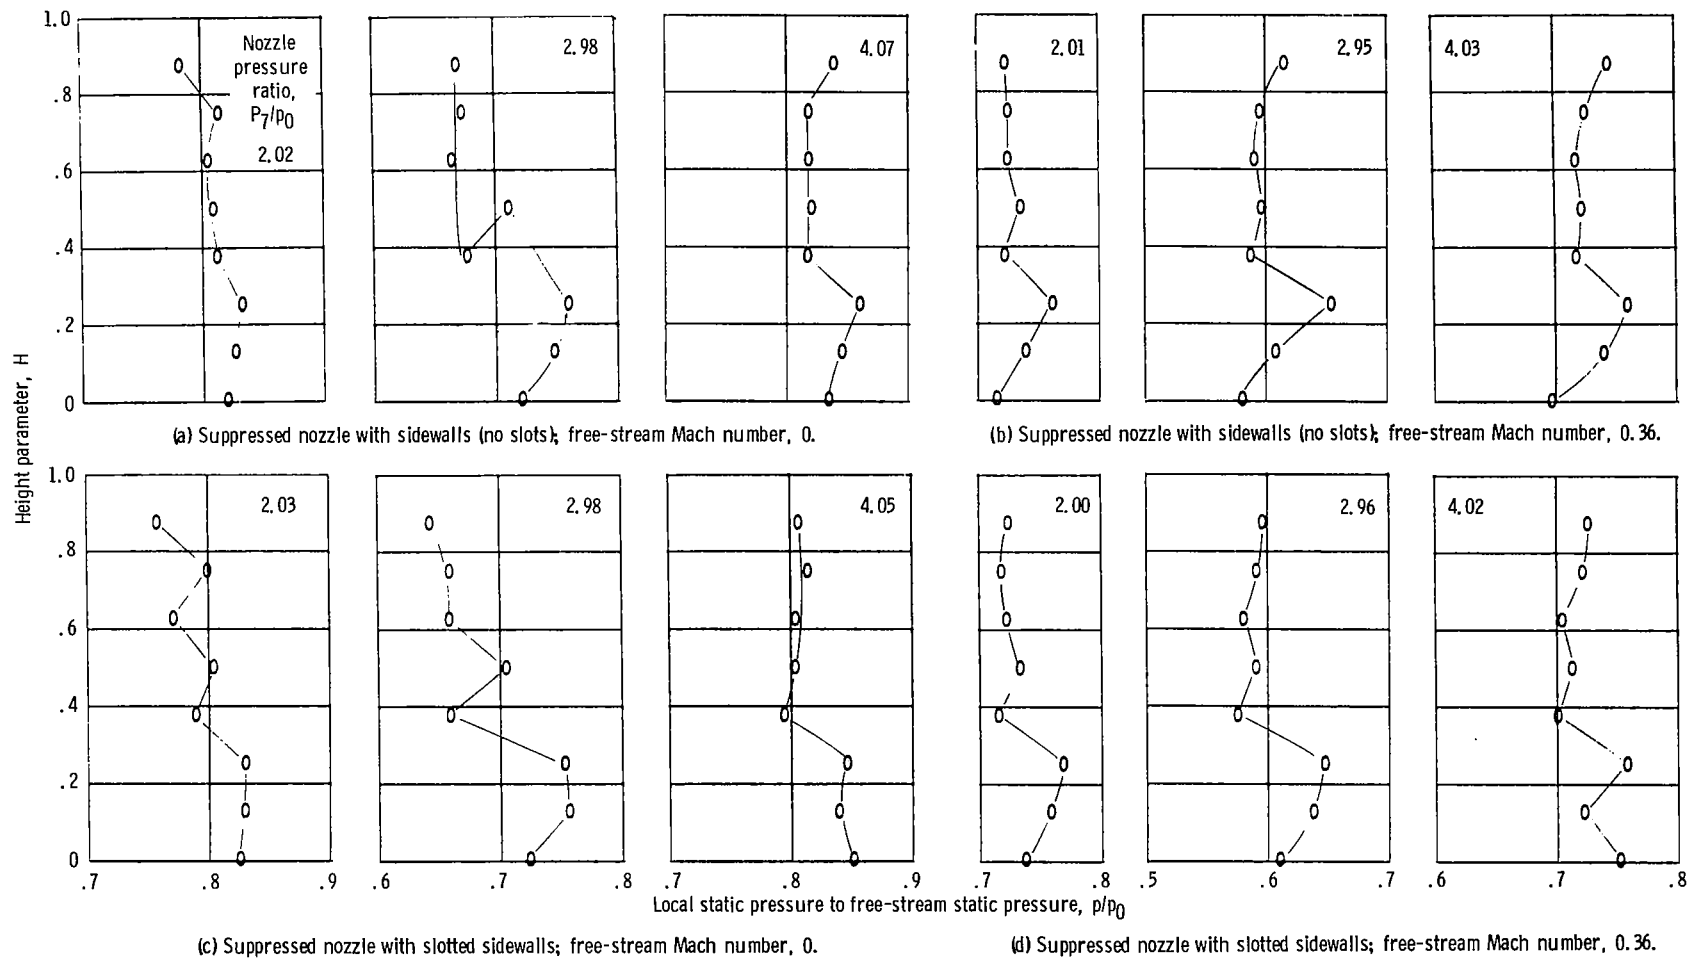 1.0
.8
.6
.4
.2
0
Nozzle
pressure
ratio,
P7/p0
2.02
2.98
4.07
2.01
2.95
4.03
(a) Suppressed nozzle with sidewalls (no slots); free-stream Mach number, 0.
(b) Suppressed nozzle with sidewalls (no slots); free-stream Mach number, 0.36.
Height parameter, H
1.0
.8
.6
.4
.2
0
2.03
2.98
4.05
2.00
2.96
4.02
.7 .8 .9 .6 .7 .8 .7 .8 .9 .7 .8 .5 .6 .7 .6 .7 .8
Local static pressure to free-stream static pressure, p/p0
(c) Suppressed nozzle with slotted sidewalls; free-stream Mach number, 0.
(d) Suppressed nozzle with slotted sidewalls; free-stream Mach number, 0.36.